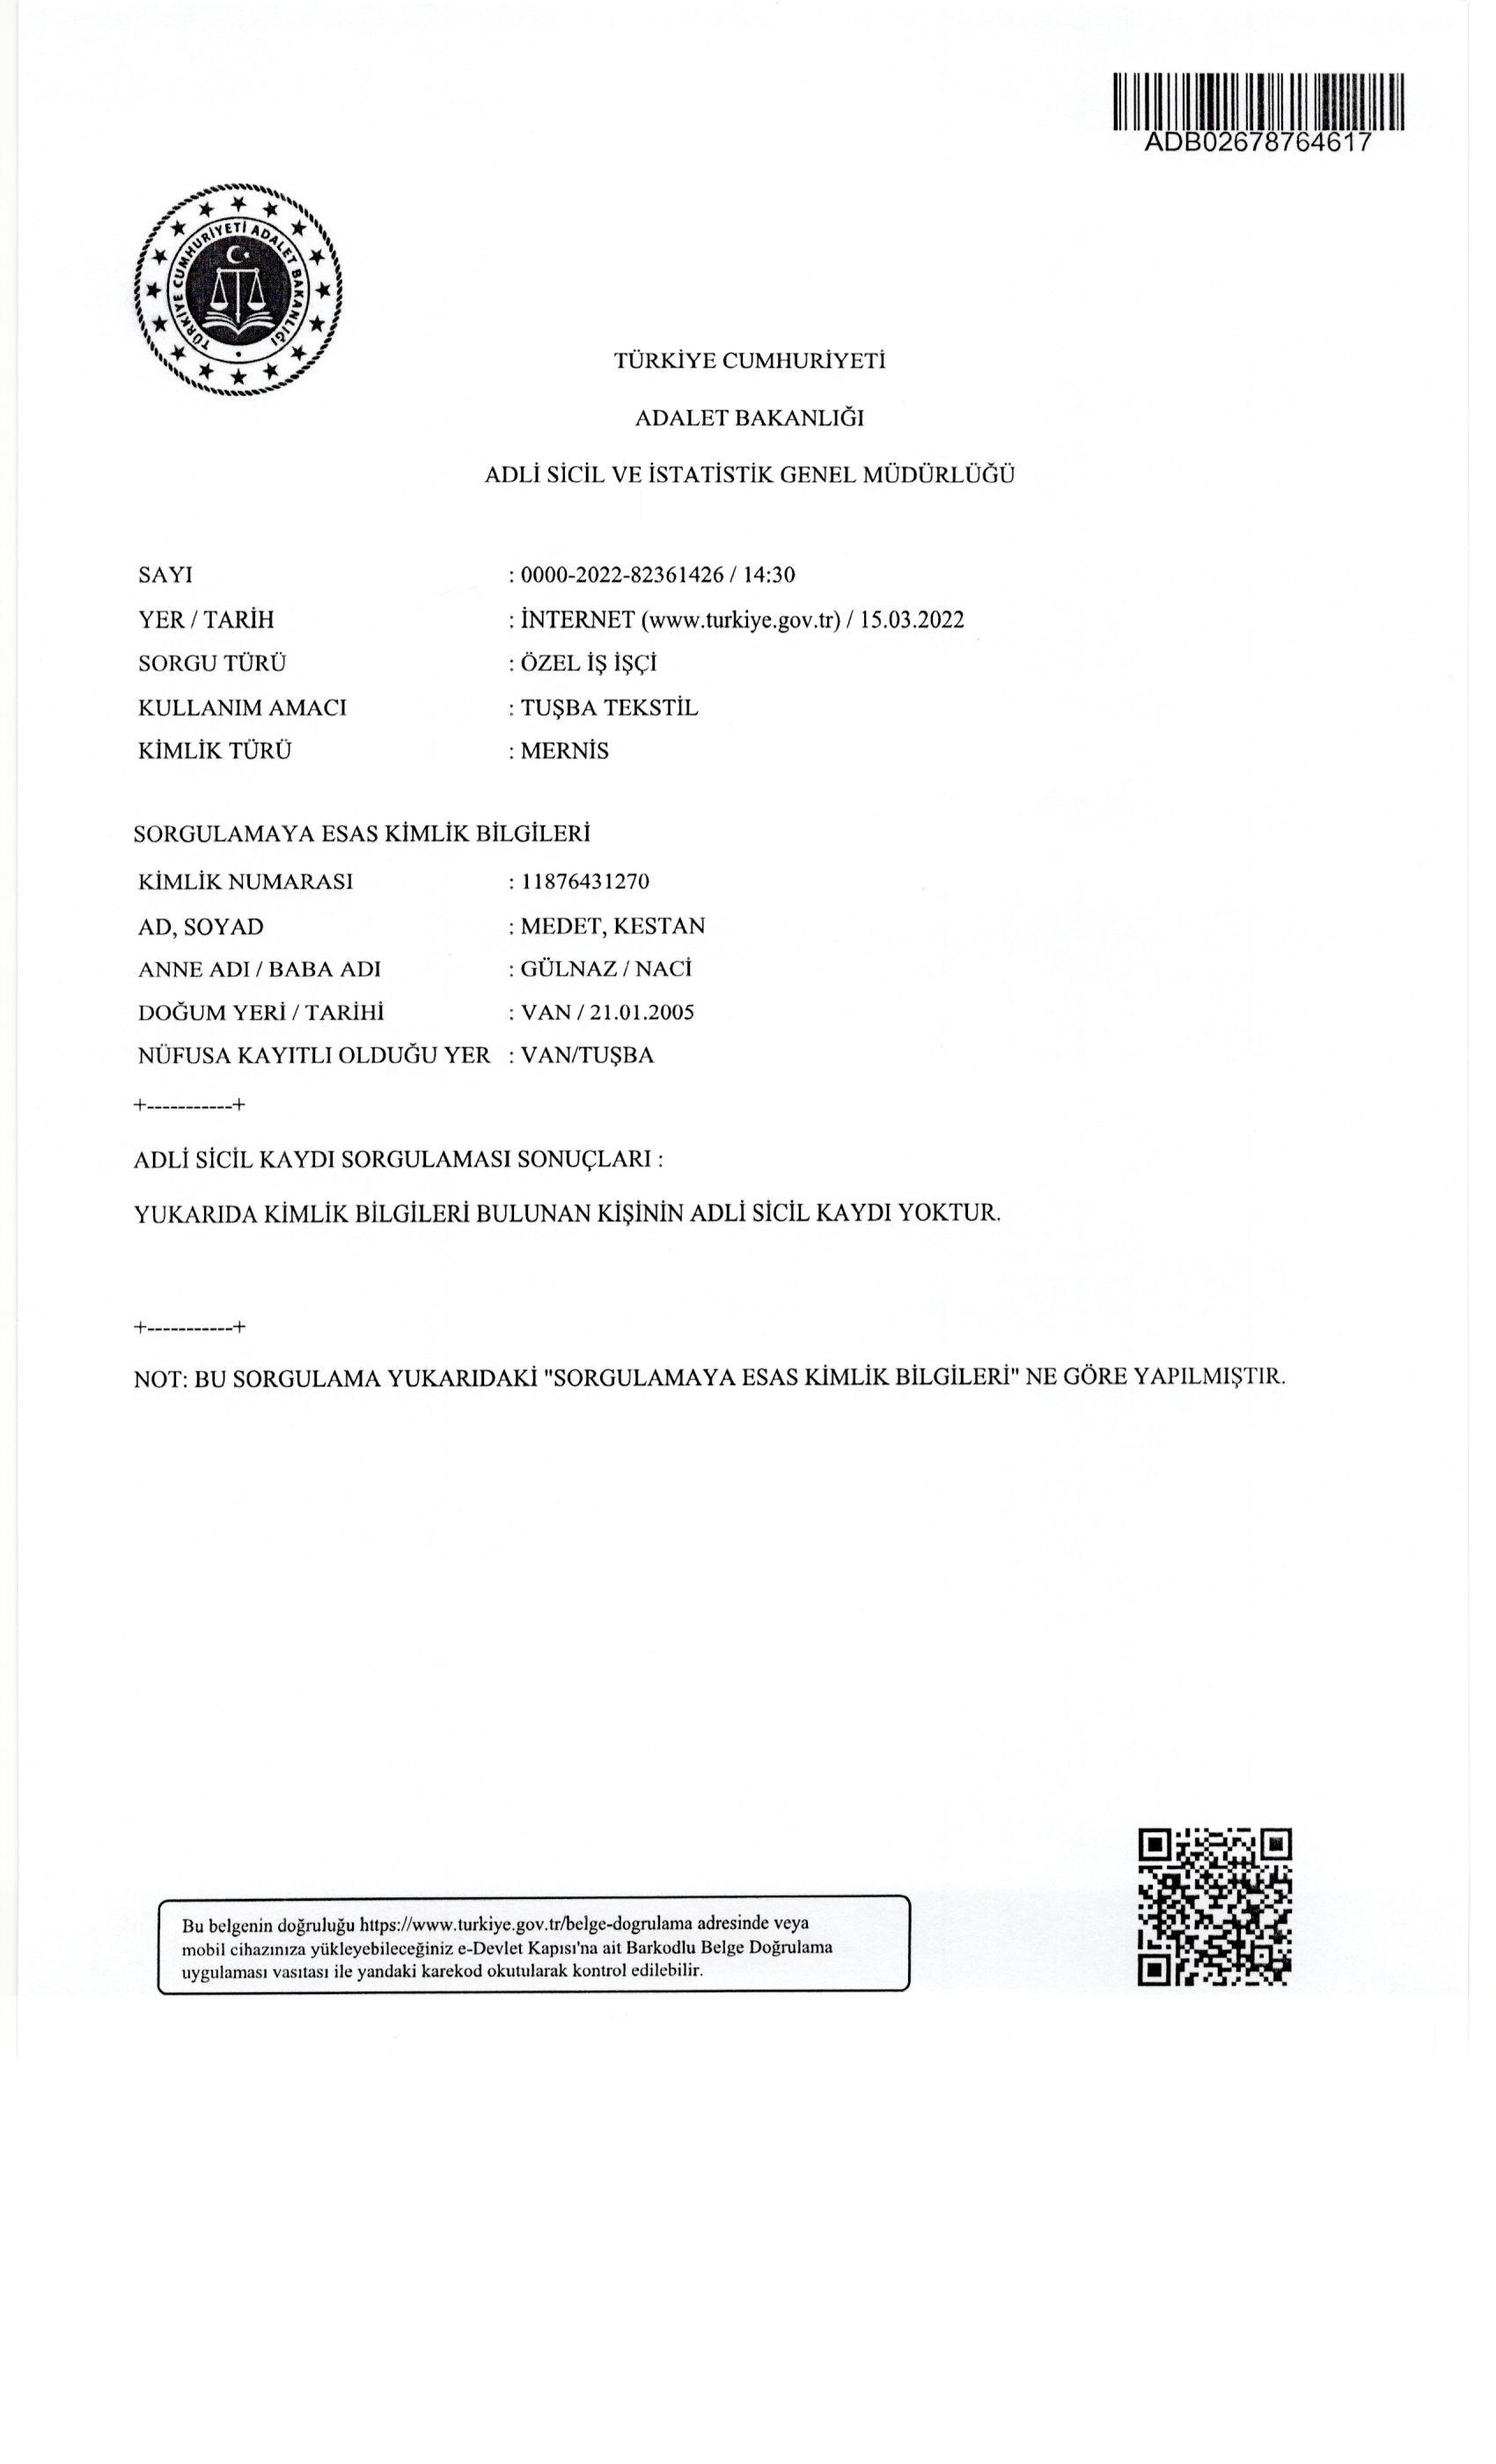 ADB02678764617
TÜRKİYE CUMHURİYETİ ADALET BAKANLIĞI
TÜRKİYE CUMHURİYETİ
ADALET BAKANLIĞI
ADLİ SİCİL VE İSTATİSTİK GENEL MÜDÜRLÜĞÜ
SAYI : 0000-2022-82361426 / 14:30
YER / TARİH : İNTERNET (www.turkiye.gov.tr) / 15.03.2022
SORGU TÜRÜ : ÖZEL İŞ İŞÇİ
KULLANIM AMACI : TUŞBA TEKSTİL
KİMLİK TÜRÜ : MERNİS
SORGULAMAYA ESAS KİMLİK BİLGİLERİ
KİMLİK NUMARASI : 11876431270
AD, SOYAD : MEDET, KESTAN
ANNE ADI / BABA ADI : GÜLNAZ / NACİ
DOĞUM YERİ / TARİHİ : VAN / 21.01.2005
NÜFUSA KAYITLI OLDUĞU YER : VAN/TUŞBA
+-----------+
ADLİ SİCİL KAYDI SORGULAMASI SONUÇLARI :
YUKARIDA KİMLİK BİLGİLERİ BULUNAN KİŞİNİN ADLİ SİCİL KAYDI YOKTUR.
+-----------+
NOT: BU SORGULAMA YUKARIDAKİ "SORGULAMAYA ESAS KİMLİK BİLGİLERİ" NE GÖRE YAPILMIŞTIR.
Bu belgenin doğruluğu https://www.turkiye.gov.tr/belge-dogrulama adresinde veya
mobil cihazınıza yükleyebileceğiniz e-Devlet Kapısı'na ait Barkodlu Belge Doğrulama
uygulaması vasıtası ile yandaki karekod okutularak kontrol edilebilir.